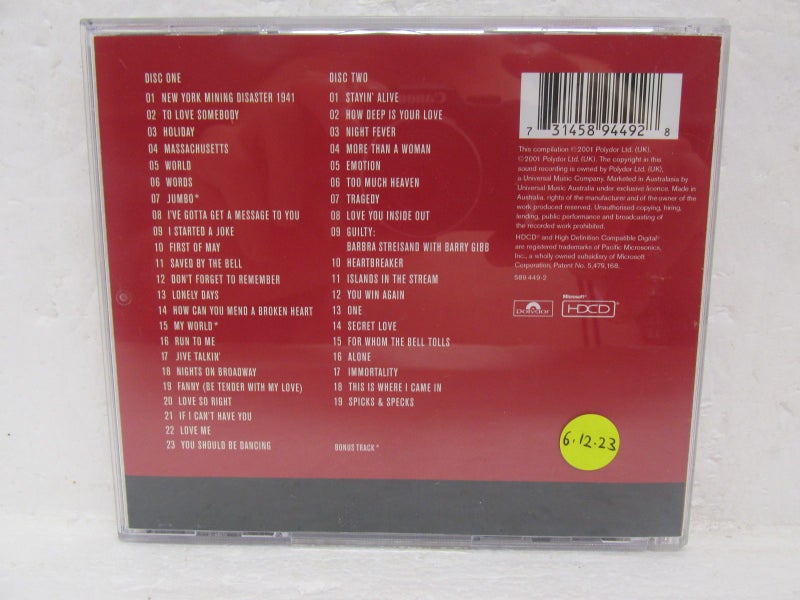 DISC ONE
01 NEW YORK MINING DISASTER 1941
02 TO LOVE SOMEBODY
03 HOLIDAY
04 MASSACHUSETTS
05 WORLD
06 WORDS
07 JUMBO*
08 I'VE GOTTA GET A MESSAGE TO YOU
09 I STARTED A JOKE
10 FIRST OF MAY
11 SAVED BY THE BELL
12 DON'T FORGET TO REMEMBER
13 LONELY DAYS
14 HOW CAN YOU MEND A BROKEN HEART
15 MY WORLD*
16 RUN TO ME
17 JIVE TALKIN'
18 NIGHTS ON BROADWAY
19 FANNY (BE TENDER WITH MY LOVE)
20 LOVE SO RIGHT
21 IF I CAN'T HAVE YOU
22 LOVE ME
23 YOU SHOULD BE DANCING
DISC TWO
01 STAYIN' ALIVE
02 HOW DEEP IS YOUR LOVE
03 NIGHT FEVER
04 MORE THAN A WOMAN
05 EMOTION
06 TOO MUCH HEAVEN
07 TRAGEDY
08 LOVE YOU INSIDE OUT
09 GUILTY:
BARBRA STREISAND WITH BARRY GIBB
10 HEARTBREAKER
11 ISLANDS IN THE STREAM
12 YOU WIN AGAIN
13 ONE
14 SECRET LOVE
15 FOR WHOM THE BELL TOLLS
16 ALONE
17 IMMORTALITY
18 THIS IS WHERE I CAME IN
19 SPICKS & SPECKS
BONUS TRACK*
7 31458 94492 8
This compilation ℗2001 Polydor Ltd. (UK).
©2001 Polydor Ltd. (UK). The copyright in this
sound recording is owned by Polydor Ltd. (UK),
a Universal Music Company. Marketed in Australasia by
Universal Music Australia under exclusive licence. Made in
Australia. rights of the manufacturer and of the owner of the
work produced reserved. Unauthorised copying, hiring,
lending, public performance and broadcasting of
the recorded work prohibited.
HDCD® and High Definition Compatible Digital®
are registered trademarks of Pacific Microsonics,
Inc., a wholly owned subsidiary of Microsoft
Corporation, Patent No. 5,479,168.
589 449-2
Polydor
Microsoft®
HDCD®
6.12.23